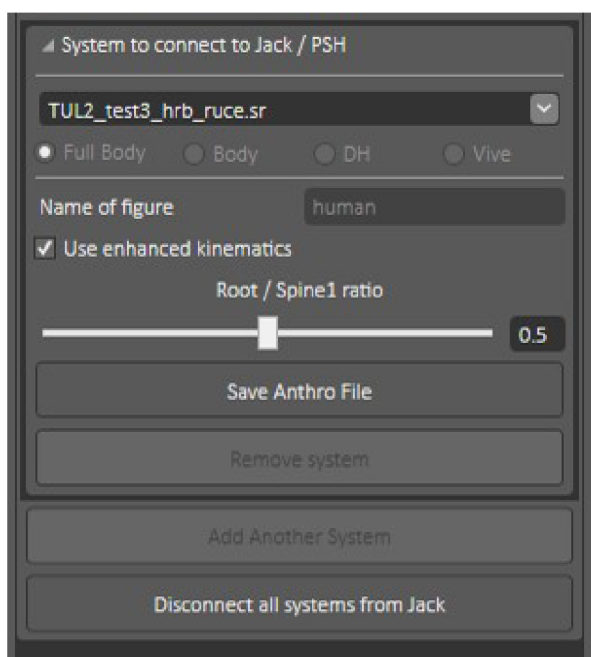 System to connect to Jack / PSH
TUL2_test3_hrb_ruce.sr
Full Body Body DH Vive
Name of figure human
Use enhanced kinematics
Root / Spine1 ratio
0.5
Save Anthro File
Remove system
Add Another System
Disconnect all systems from Jack